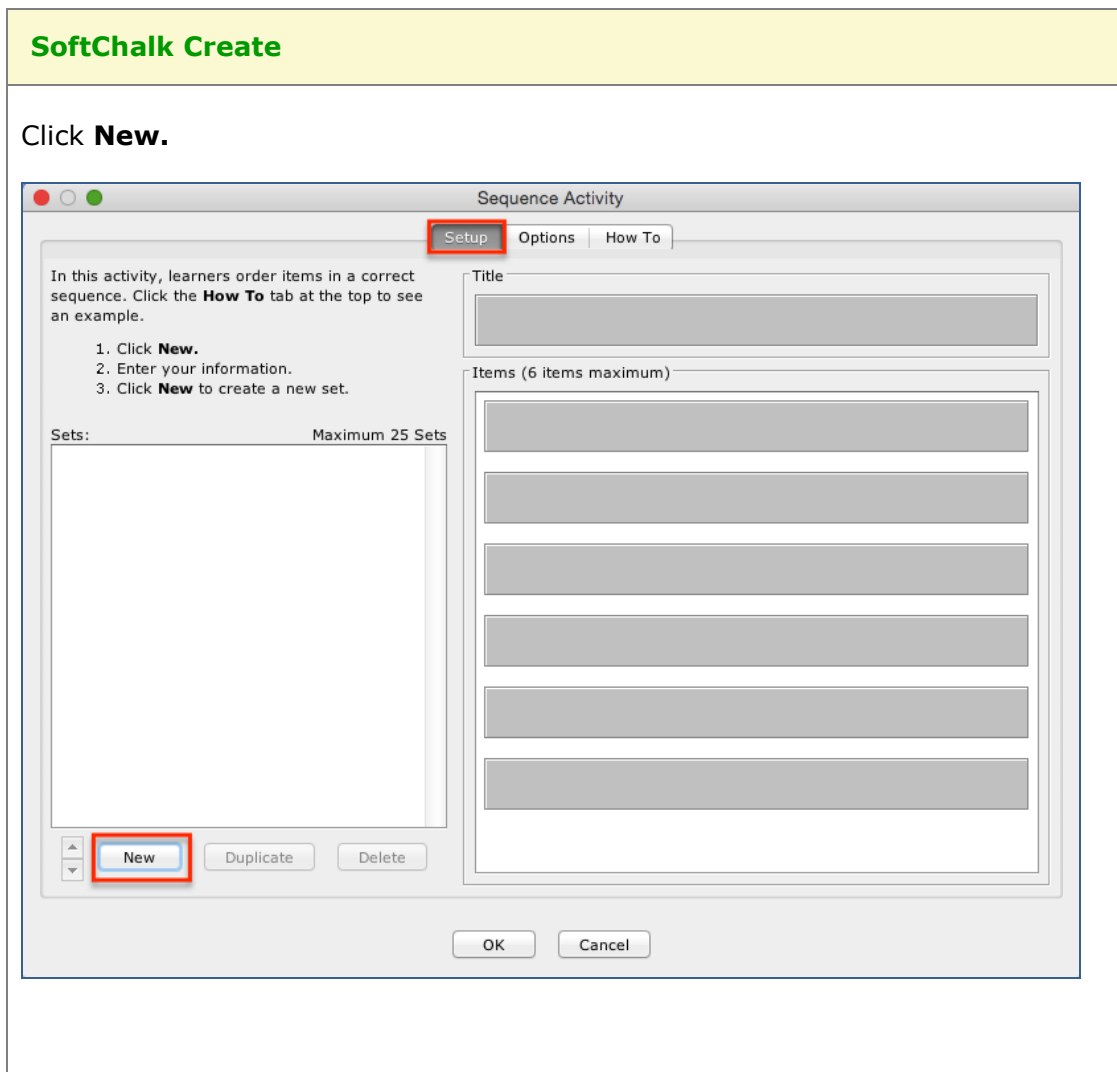 SoftChalk Create
Click New.
Sequence Activity
Setup Options How To
In this activity, learners order items in a correct
sequence. Click the How To tab at the top to see
an example.
1. Click New.
2. Enter your information.
3. Click New to create a new set.
Sets: Maximum 25 Sets
New Duplicate Delete
Title
Items (6 items maximum)
OK Cancel